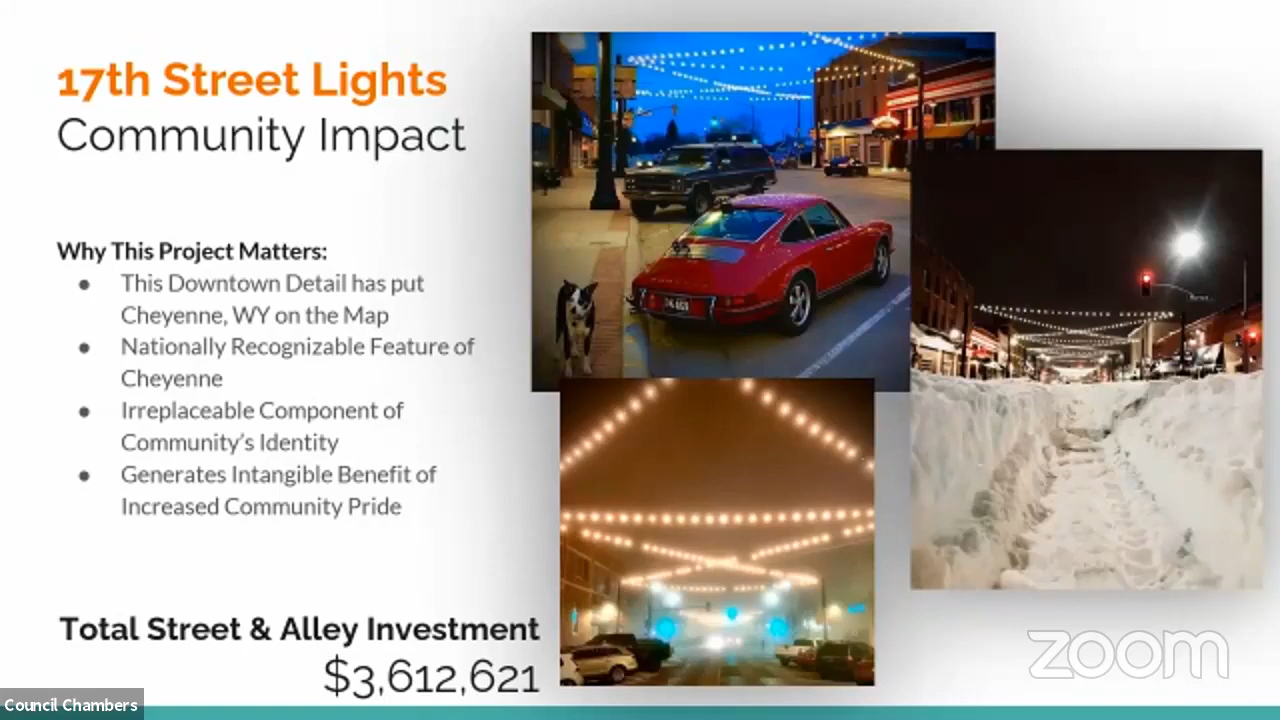 17th Street Lights
Community Impact
Why This Project Matters:
● This Downtown Detail has put
Cheyenne, WY on the Map
● Nationally Recognizable Feature of
Cheyenne
● Irreplaceable Component of
Community’s Identity
● Generates Intangible Benefit of
Increased Community Pride
Total Street & Alley Investment
$3,612,621
zoom
Council Chambers